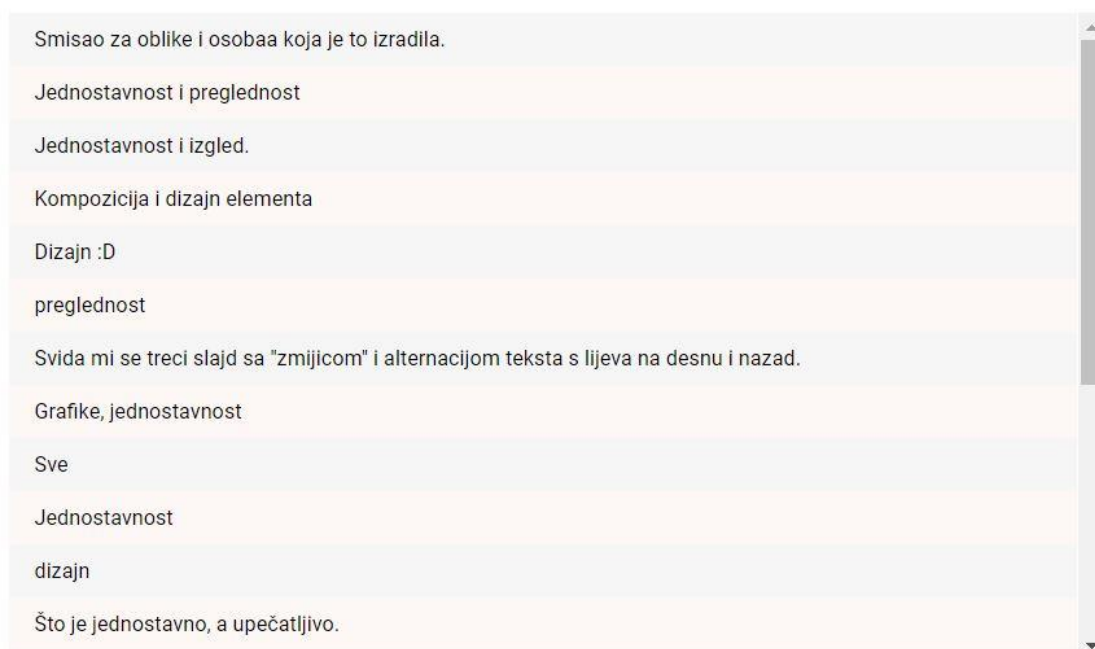 Smisao za oblike i osobaa koja je to izradila.
Jednostavnost i preglednost
Jednostavnost i izgled.
Kompozicija i dizajn elementa
Dizajn :D
preglednost
Svida mi se treci slajd sa "zmijicom" i alternacijom teksta s lijeva na desnu i nazad.
Grafike, jednostavnost
Sve
Jednostavnost
dizajn
Što je jednostavno, a upečatljivo.